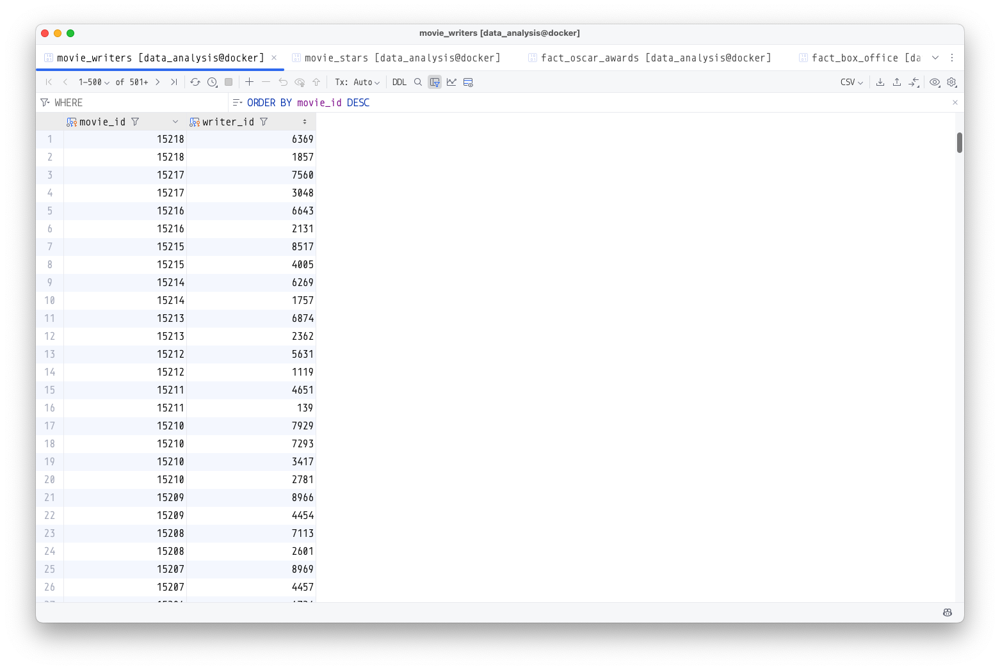 movie_writers [data_analysis@docker]
movie_writers [data_analysis@docker] movie_stars [data_analysis@docker] fact_oscar_awards [data_analysis@docker] fact_box_office [da
1-500 of 501+ Tx: Auto DDL CSV
WHERE ORDER BY movie_id DESC
movie_id writer_id
1 15218 6369
2 15218 1857
3 15217 7560
4 15217 3048
5 15216 6643
6 15216 2131
7 15215 8517
8 15215 4005
9 15214 6269
10 15214 1757
11 15213 6874
12 15213 2362
13 15212 5631
14 15212 1119
15 15211 4651
16 15211 139
17 15210 7929
18 15210 7293
19 15210 3417
20 15210 2781
21 15209 8966
22 15209 4454
23 15208 7113
24 15208 2601
25 15207 8969
26 15207 4457